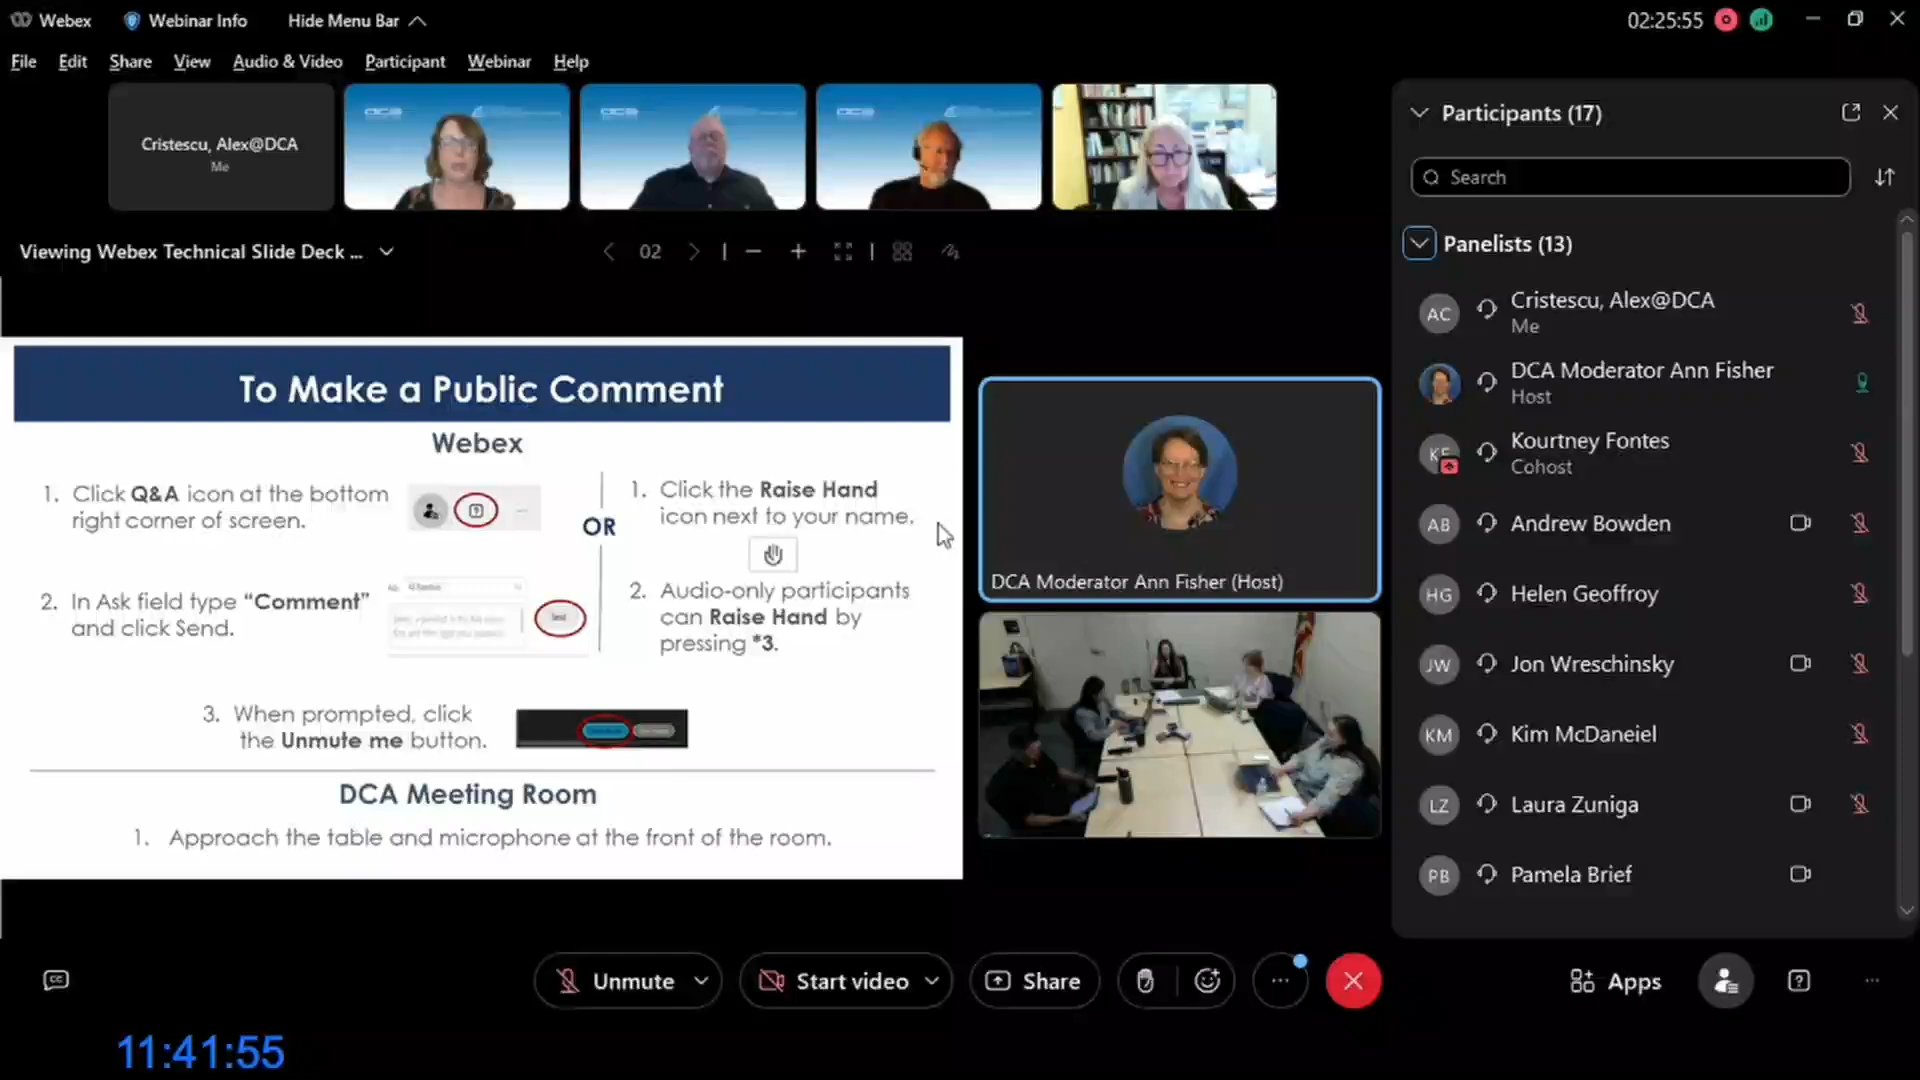 Webex
Webinar Info
Hide Menu Bar
02:25:55
File Edit Share View Audio & Video Participant Webinar Help
Cristescu, Alex@DCA
Me
Participants (17)
Search
Viewing Webex Technical Slide Deck ...
02
Panelists (13)
AC
Cristescu, Alex@DCA
Me
DCA Moderator Ann Fisher
Host
KF
Kourtney Fontes
Cohost
AB
Andrew Bowden
HG
Helen Geoffroy
JW
Jon Wreschinsky
KM
Kim McDaneiel
LZ
Laura Zuniga
PB
Pamela Brief
To Make a Public Comment
Webex
1. Click Q&A icon at the bottom
right corner of screen.
2. In Ask field type “Comment”
and click Send.
OR
1. Click the Raise Hand
icon next to your name.
2. Audio-only participants
can Raise Hand by
pressing *3.
3. When prompted, click
the Unmute me button.
DCA Meeting Room
1. Approach the table and microphone at the front of the room.
DCA Moderator Ann Fisher (Host)
Unmute
Start video
Share
Apps
11:41:55